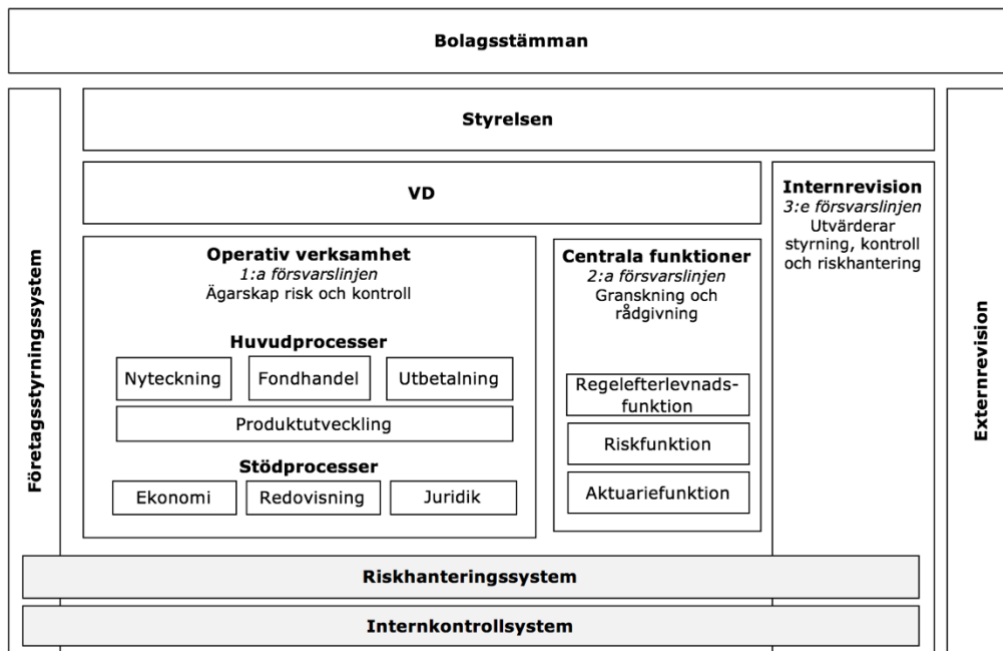 Bolagsstämman
Företagsstyrningssystem
Styrelsen
VD
Operativ verksamhet
1:a försvarslinjen
Ägarskap risk och kontroll
Huvudprocesser
Nyteckning
Fondhandel
Utbetalning
Produktutveckling
Stödprocesser
Ekonomi
Redovisning
Juridik
Centrala funktioner
2:a försvarslinjen
Granskning och
rådgivning
Regelefterlevnads-
funktion
Riskfunktion
Aktuariefunktion
Internrevision
3:e försvarslinjen
Utvärderar
styrning, kontroll
och riskhantering
Externrevision
Riskhanteringssystem
Internkontrollsystem